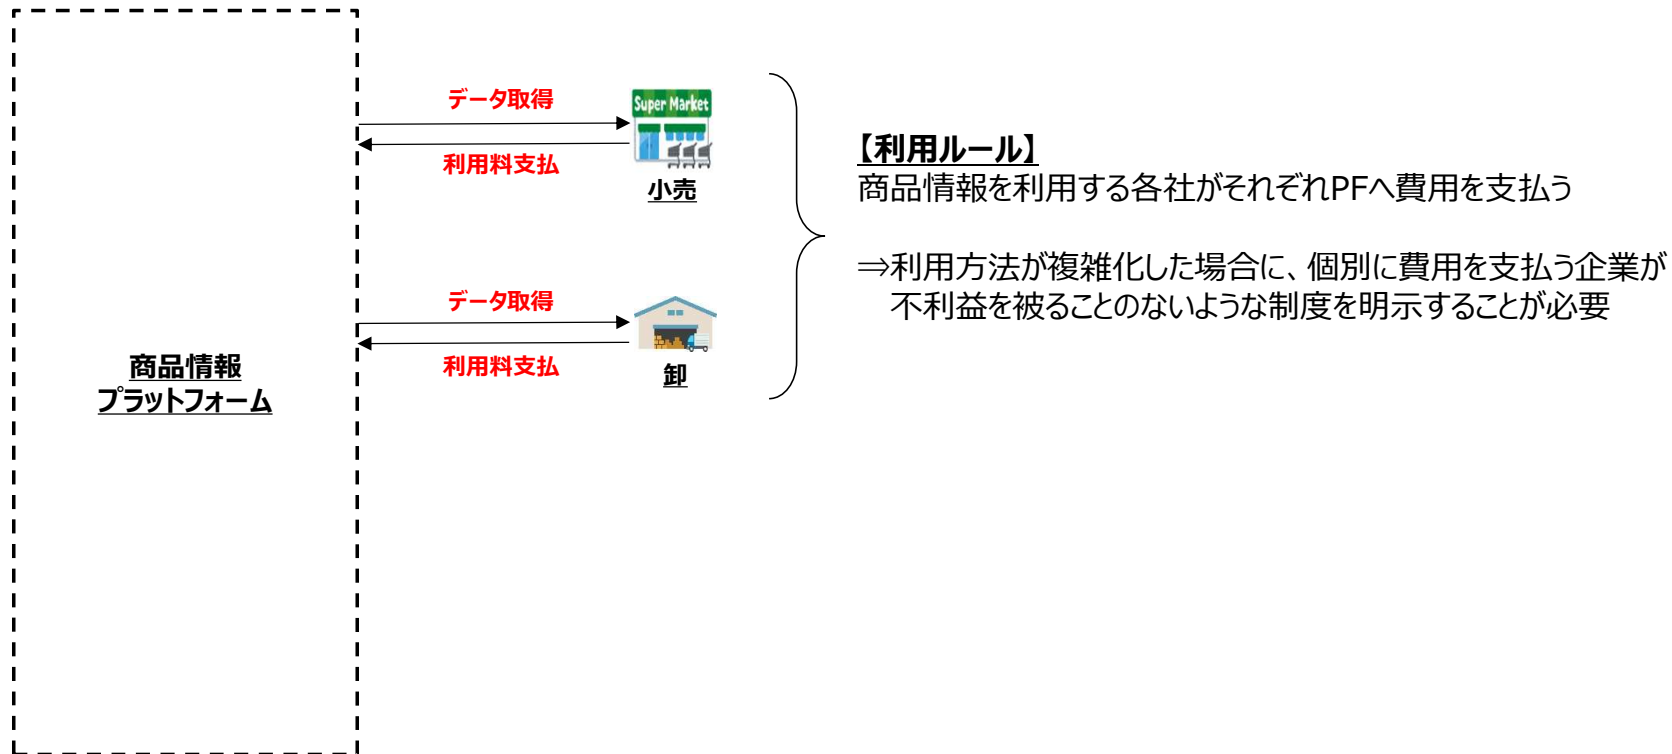 データ取得
Super Market
利用料支払
小売
【利用ルール】
商品情報を利用する各社がそれぞれPFへ費用を支払う
⇒利用方法が複雑化した場合に、個別に費用を支払う企業が
不利益を被ることのないような制度を明示することが必要
データ取得
利用料支払
卸
商品情報
プラットフォーム